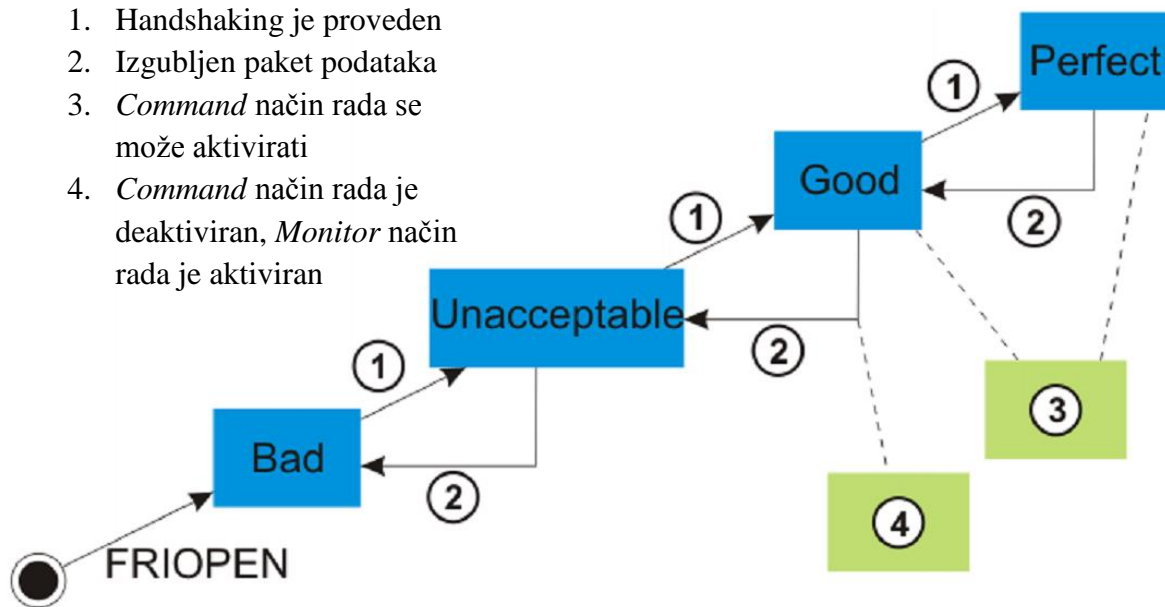 1. Handshaking je proveden
2. Izgubljen paket podataka
3. Command način rada se
može aktivirati
4. Command način rada je
deaktiviran, Monitor način
rada je aktiviran
Perfect
1
Good
2
1
Unacceptable
2
1
3
Bad
2
4
FRIOPEN